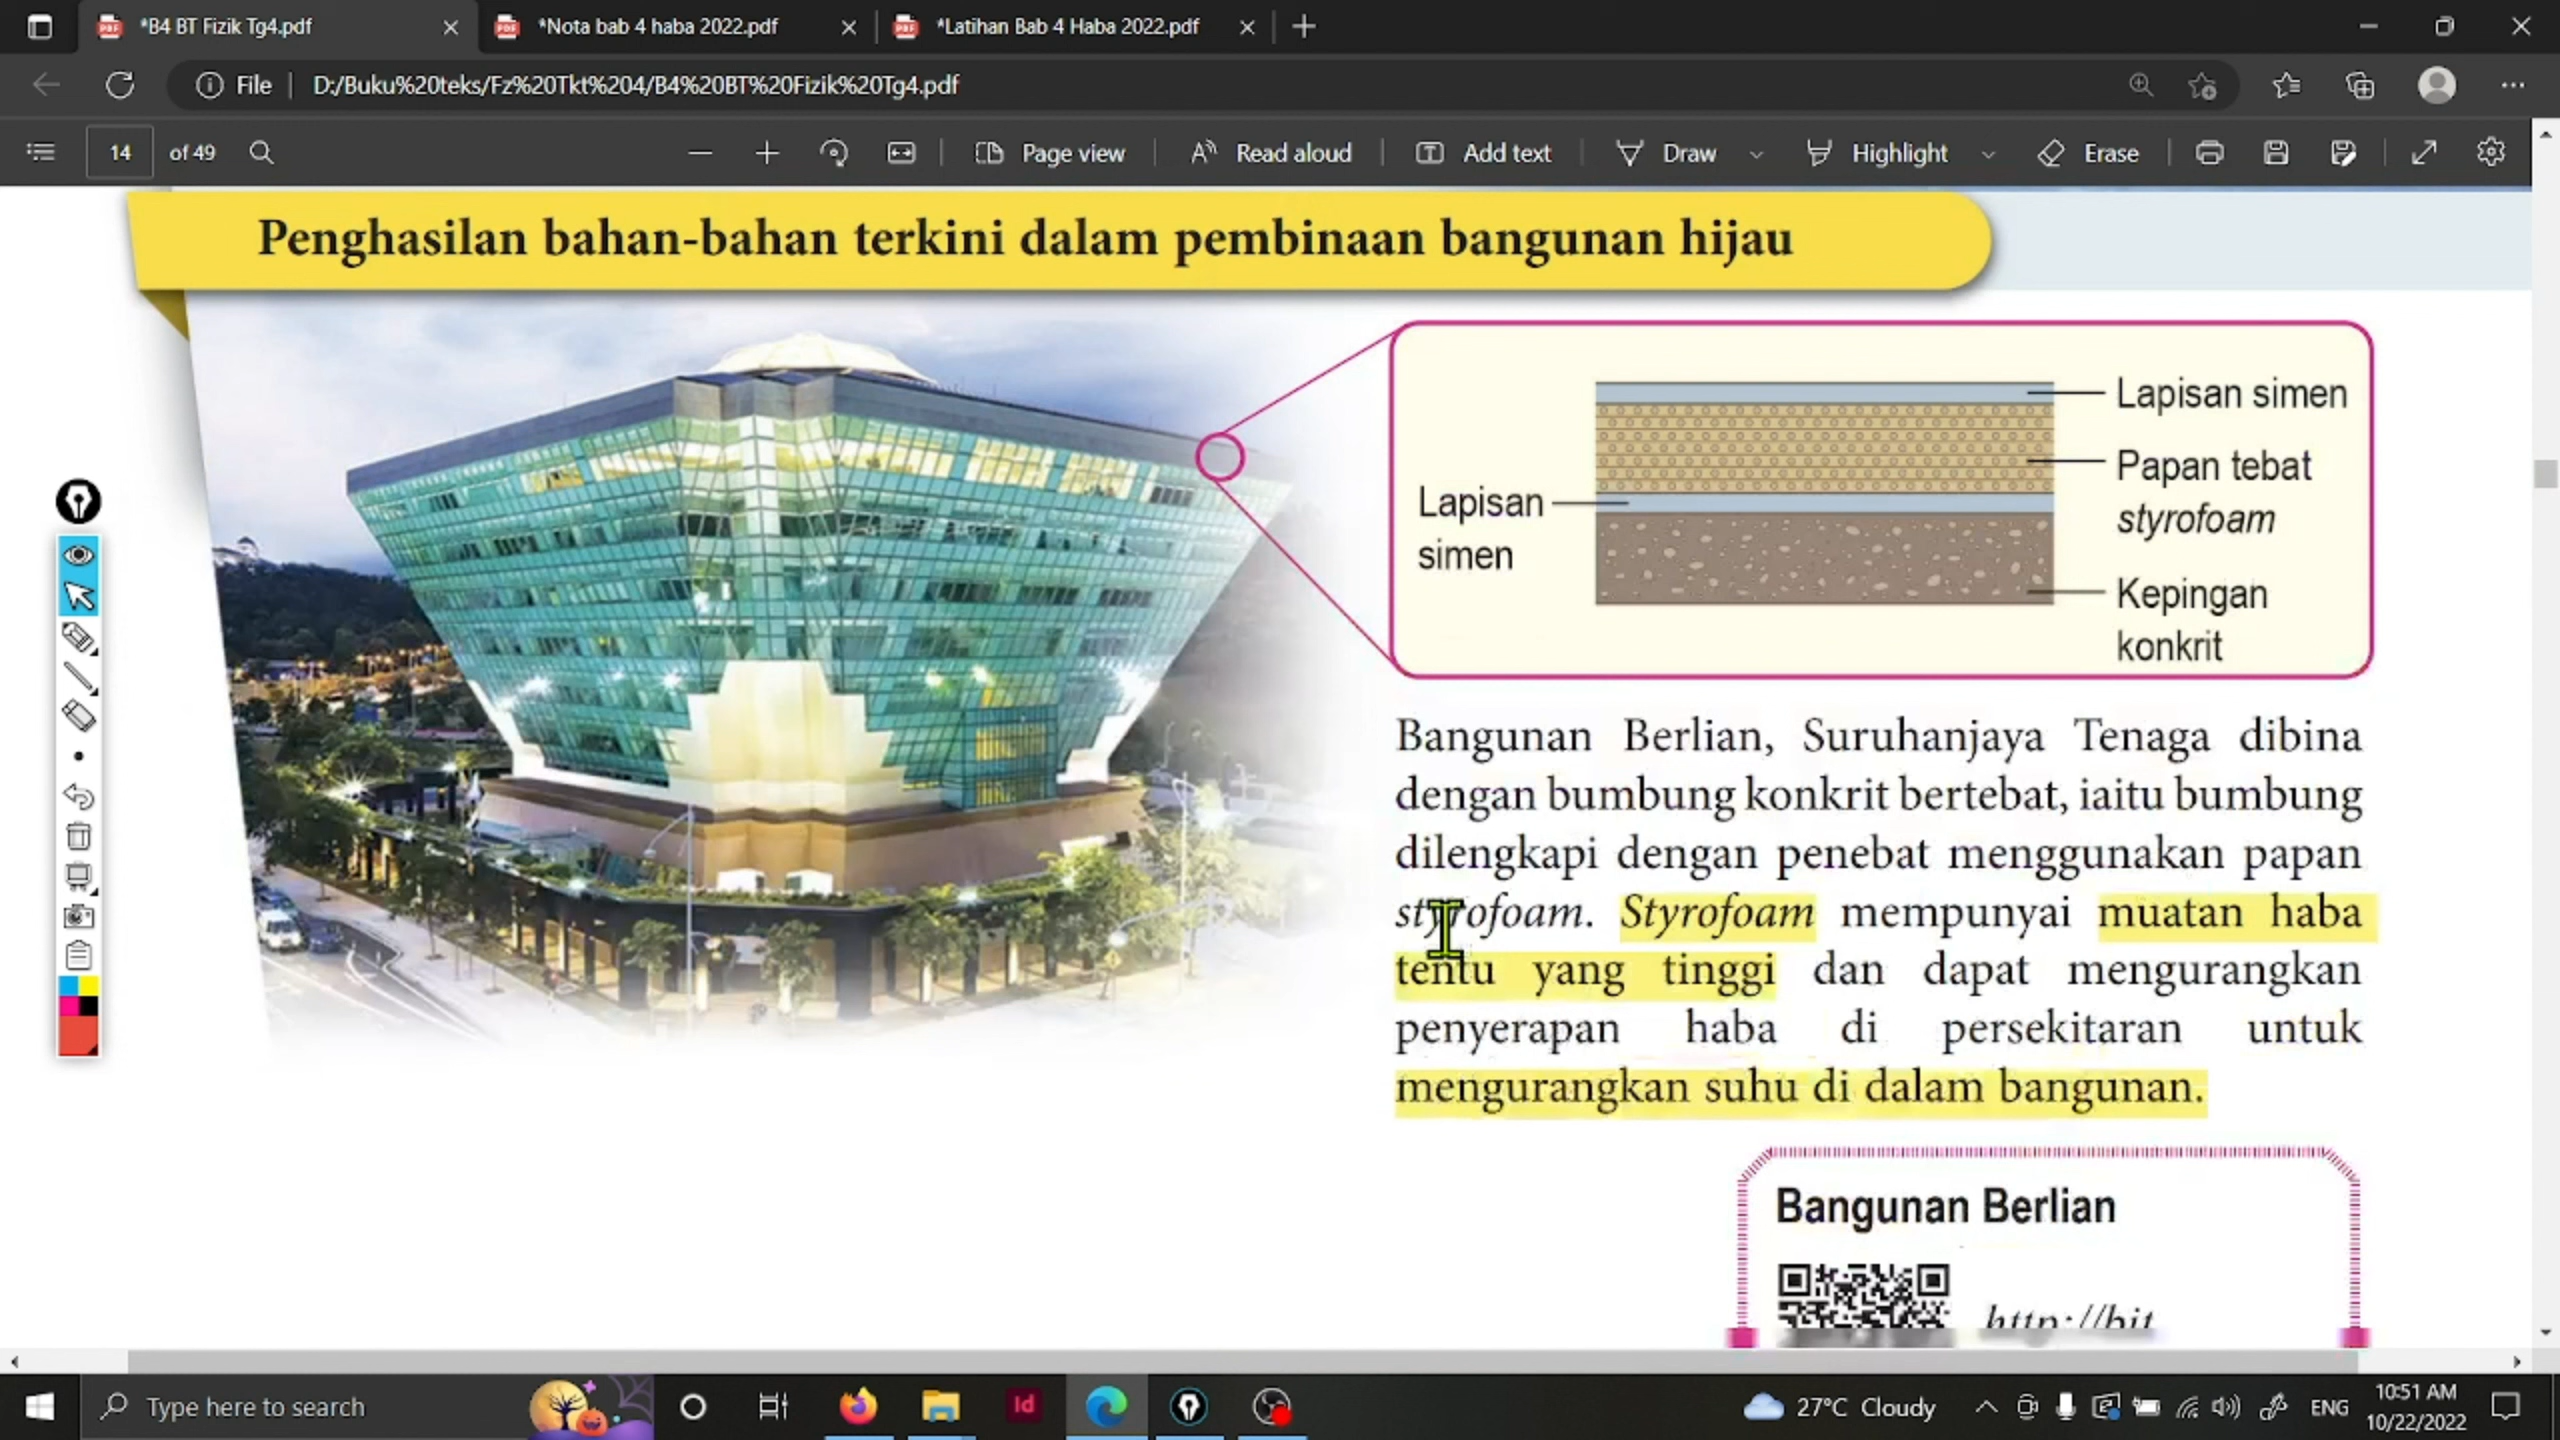 *B4 BT Fizik Tg4.pdf
*Nota bab 4 haba 2022.pdf
*Latihan Bab 4 Haba 2022.pdf
File
D:/Buku%20teks/Fz%20Tkt%204/B4%20BT%20Fizik%20Tg4.pdf
14 of 49
Page view
Read aloud
Add text
Draw
Highlight
Erase
Penghasilan bahan-bahan terkini dalam pembinaan bangunan hijau
Lapisan simen
Papan tebat
styrofoam
Lapisan
simen
Kepingan
konkrit
Bangunan Berlian, Suruhanjaya Tenaga dibina
dengan bumbung konkrit bertebat, iaitu bumbung
dilengkapi dengan penebat menggunakan papan
styrofoam. Styrofoam mempunyai muatan haba
tentu yang tinggi dan dapat mengurangkan
penyerapan haba di persekitaran untuk
mengurangkan suhu di dalam bangunan.
Bangunan Berlian
http://bit
Type here to search
Id
27°C Cloudy
ENG
10:51 AM
10/22/2022